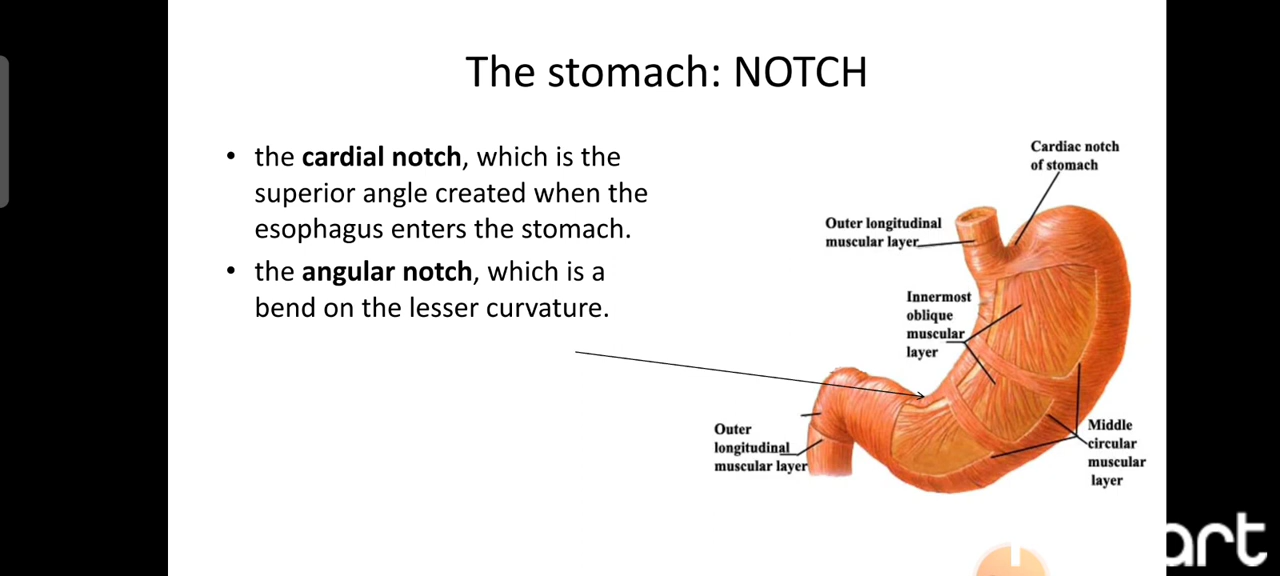 The stomach: NOTCH
• the cardial notch, which is the
superior angle created when the
esophagus enters the stomach.
• the angular notch, which is a
bend on the lesser curvature.
Cardiac notch
of stomach
Outer longitudinal
muscular layer
Innermost
oblique
muscular
layer
Outer
longitudinal
muscular layer
Middle
circular
muscular
layer
art